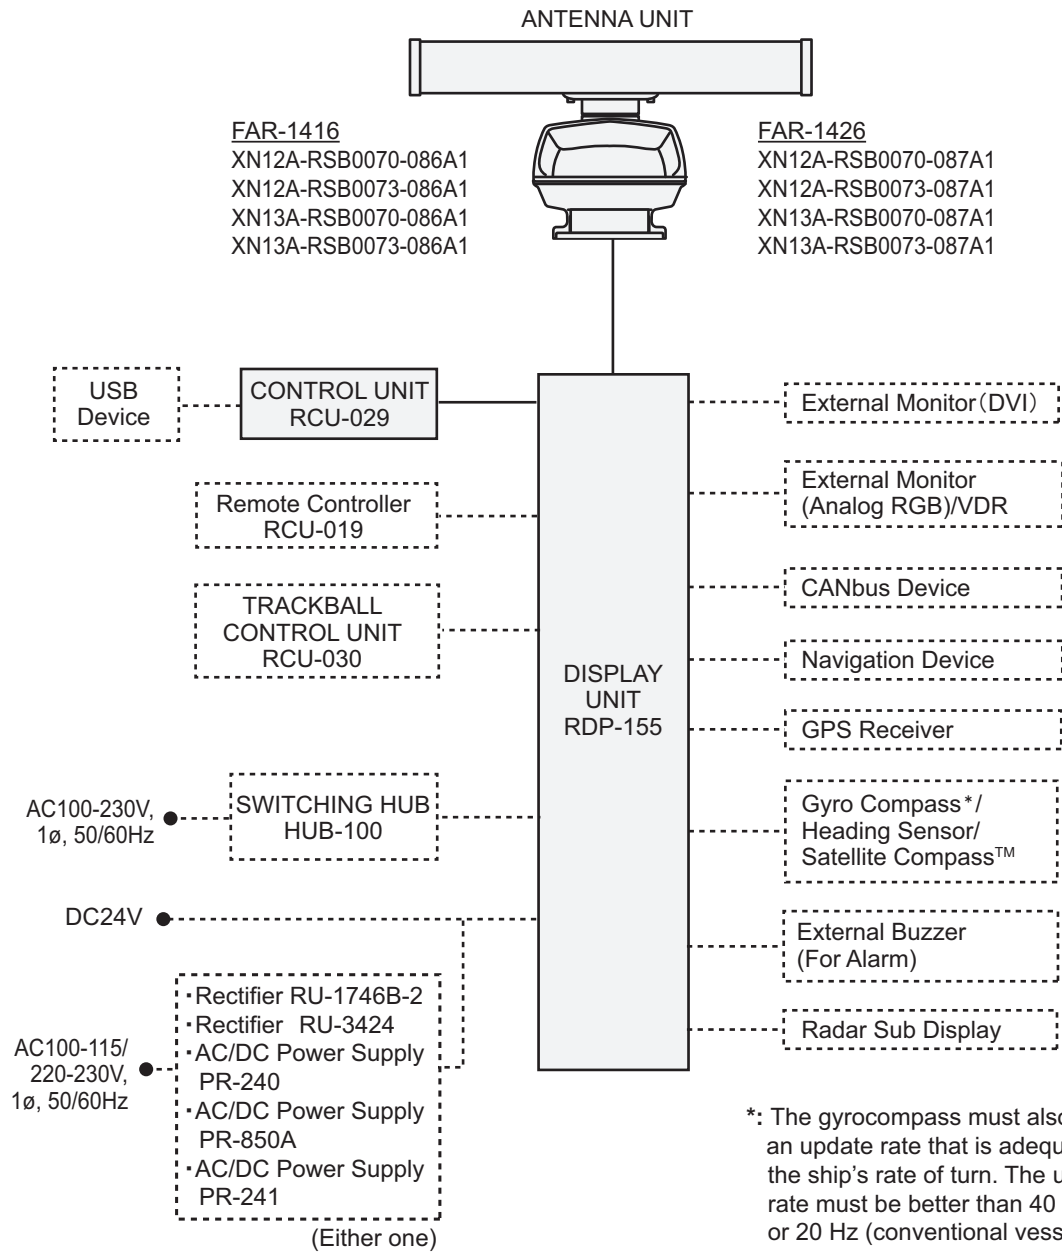 ANTENNA UNIT
FAR-1416
XN12A-RSB0070-086A1
XN12A-RSB0073-086A1
XN13A-RSB0070-086A1
XN13A-RSB0073-086A1
FAR-1426
XN12A-RSB0070-087A1
XN12A-RSB0073-087A1
XN13A-RSB0070-087A1
XN13A-RSB0073-087A1
USB
Device
CONTROL UNIT
RCU-029
Remote Controller
RCU-019
TRACKBALL
CONTROL UNIT
RCU-030
AC100-230V,
1ø, 50/60Hz
SWITCHING HUB
HUB-100
DC24V
AC100-115/
220-230V,
1ø, 50/60Hz
・Rectifier RU-1746B-2
・Rectifier RU-3424
・AC/DC Power Supply
PR-240
・AC/DC Power Supply
PR-850A
・AC/DC Power Supply
PR-241
(Either one)
DISPLAY
UNIT
RDP-155
External Monitor（DVI）
External Monitor
(Analog RGB)/VDR
CANbus Device
Navigation Device
GPS Receiver
Gyro Compass*/
Heading Sensor/
Satellite Compass™
External Buzzer
(For Alarm)
Radar Sub Display
*: The gyrocompass must also
an update rate that is
the ship's rate of turn. The
rate must be better than 40
or 20 Hz (conventional